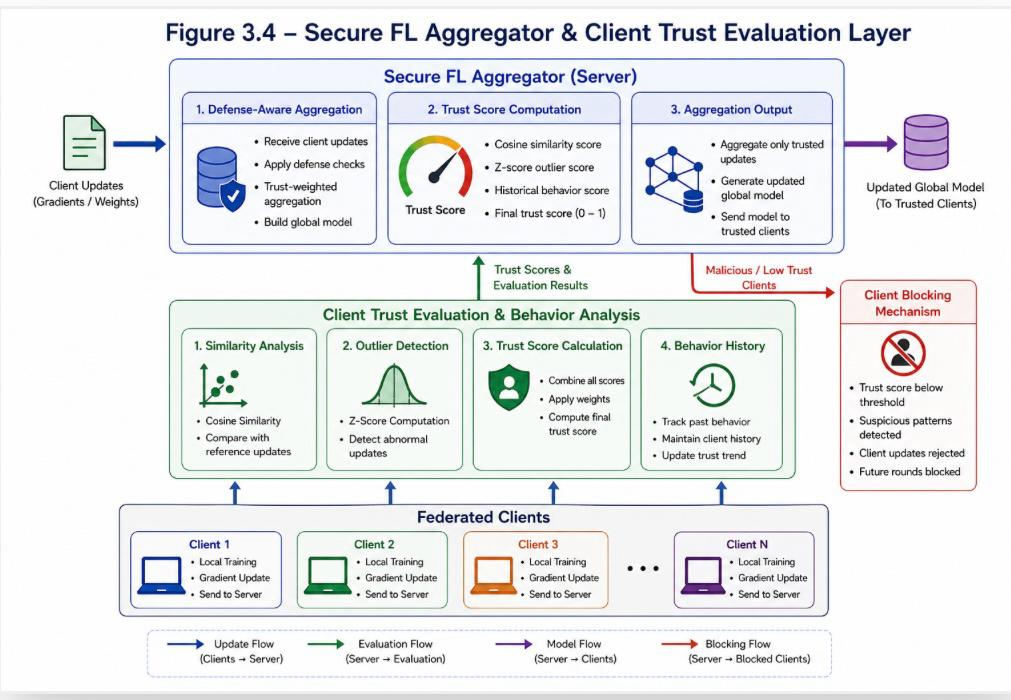 Figure 3.4 – Secure FL Aggregator & Client Trust Evaluation Layer
Secure FL Aggregator (Server)
1. Defense-Aware Aggregation
• Receive client updates
• Apply defense checks
• Trust-weighted
aggregation
• Build global model
2. Trust Score Computation
Trust Score
• Cosine similarity score
• Z-score outlier score
• Historical behavior score
• Final trust score (0 – 1)
3. Aggregation Output
• Aggregate only trusted
updates
• Generate updated
global model
• Send model to
trusted clients
Client Updates
(Gradients / Weights)
Updated Global Model
(To Trusted Clients)
Trust Scores &
Evaluation Results
Malicious / Low Trust
Clients
Client Blocking
Mechanism
• Trust score below
threshold
• Suspicious patterns
detected
• Client updates rejected
• Future rounds blocked
Client Trust Evaluation & Behavior Analysis
1. Similarity Analysis
• Cosine Similarity
• Compare with
reference updates
2. Outlier Detection
• Z-Score Computation
• Detect abnormal
updates
3. Trust Score Calculation
• Combine all scores
• Apply weights
• Compute final
trust score
4. Behavior History
• Track past behavior
• Maintain client history
• Update trust trend
Federated Clients
Client 1
• Local Training
• Gradient Update
• Send to Server
Client 2
• Local Training
• Gradient Update
• Send to Server
Client 3
• Local Training
• Gradient Update
• Send to Server
• • •
Client N
• Local Training
• Gradient Update
• Send to Server
Update Flow
(Clients → Server)
Evaluation Flow
(Server → Evaluation)
Model Flow
(Server → Clients)
Blocking Flow
(Server → Blocked Clients)